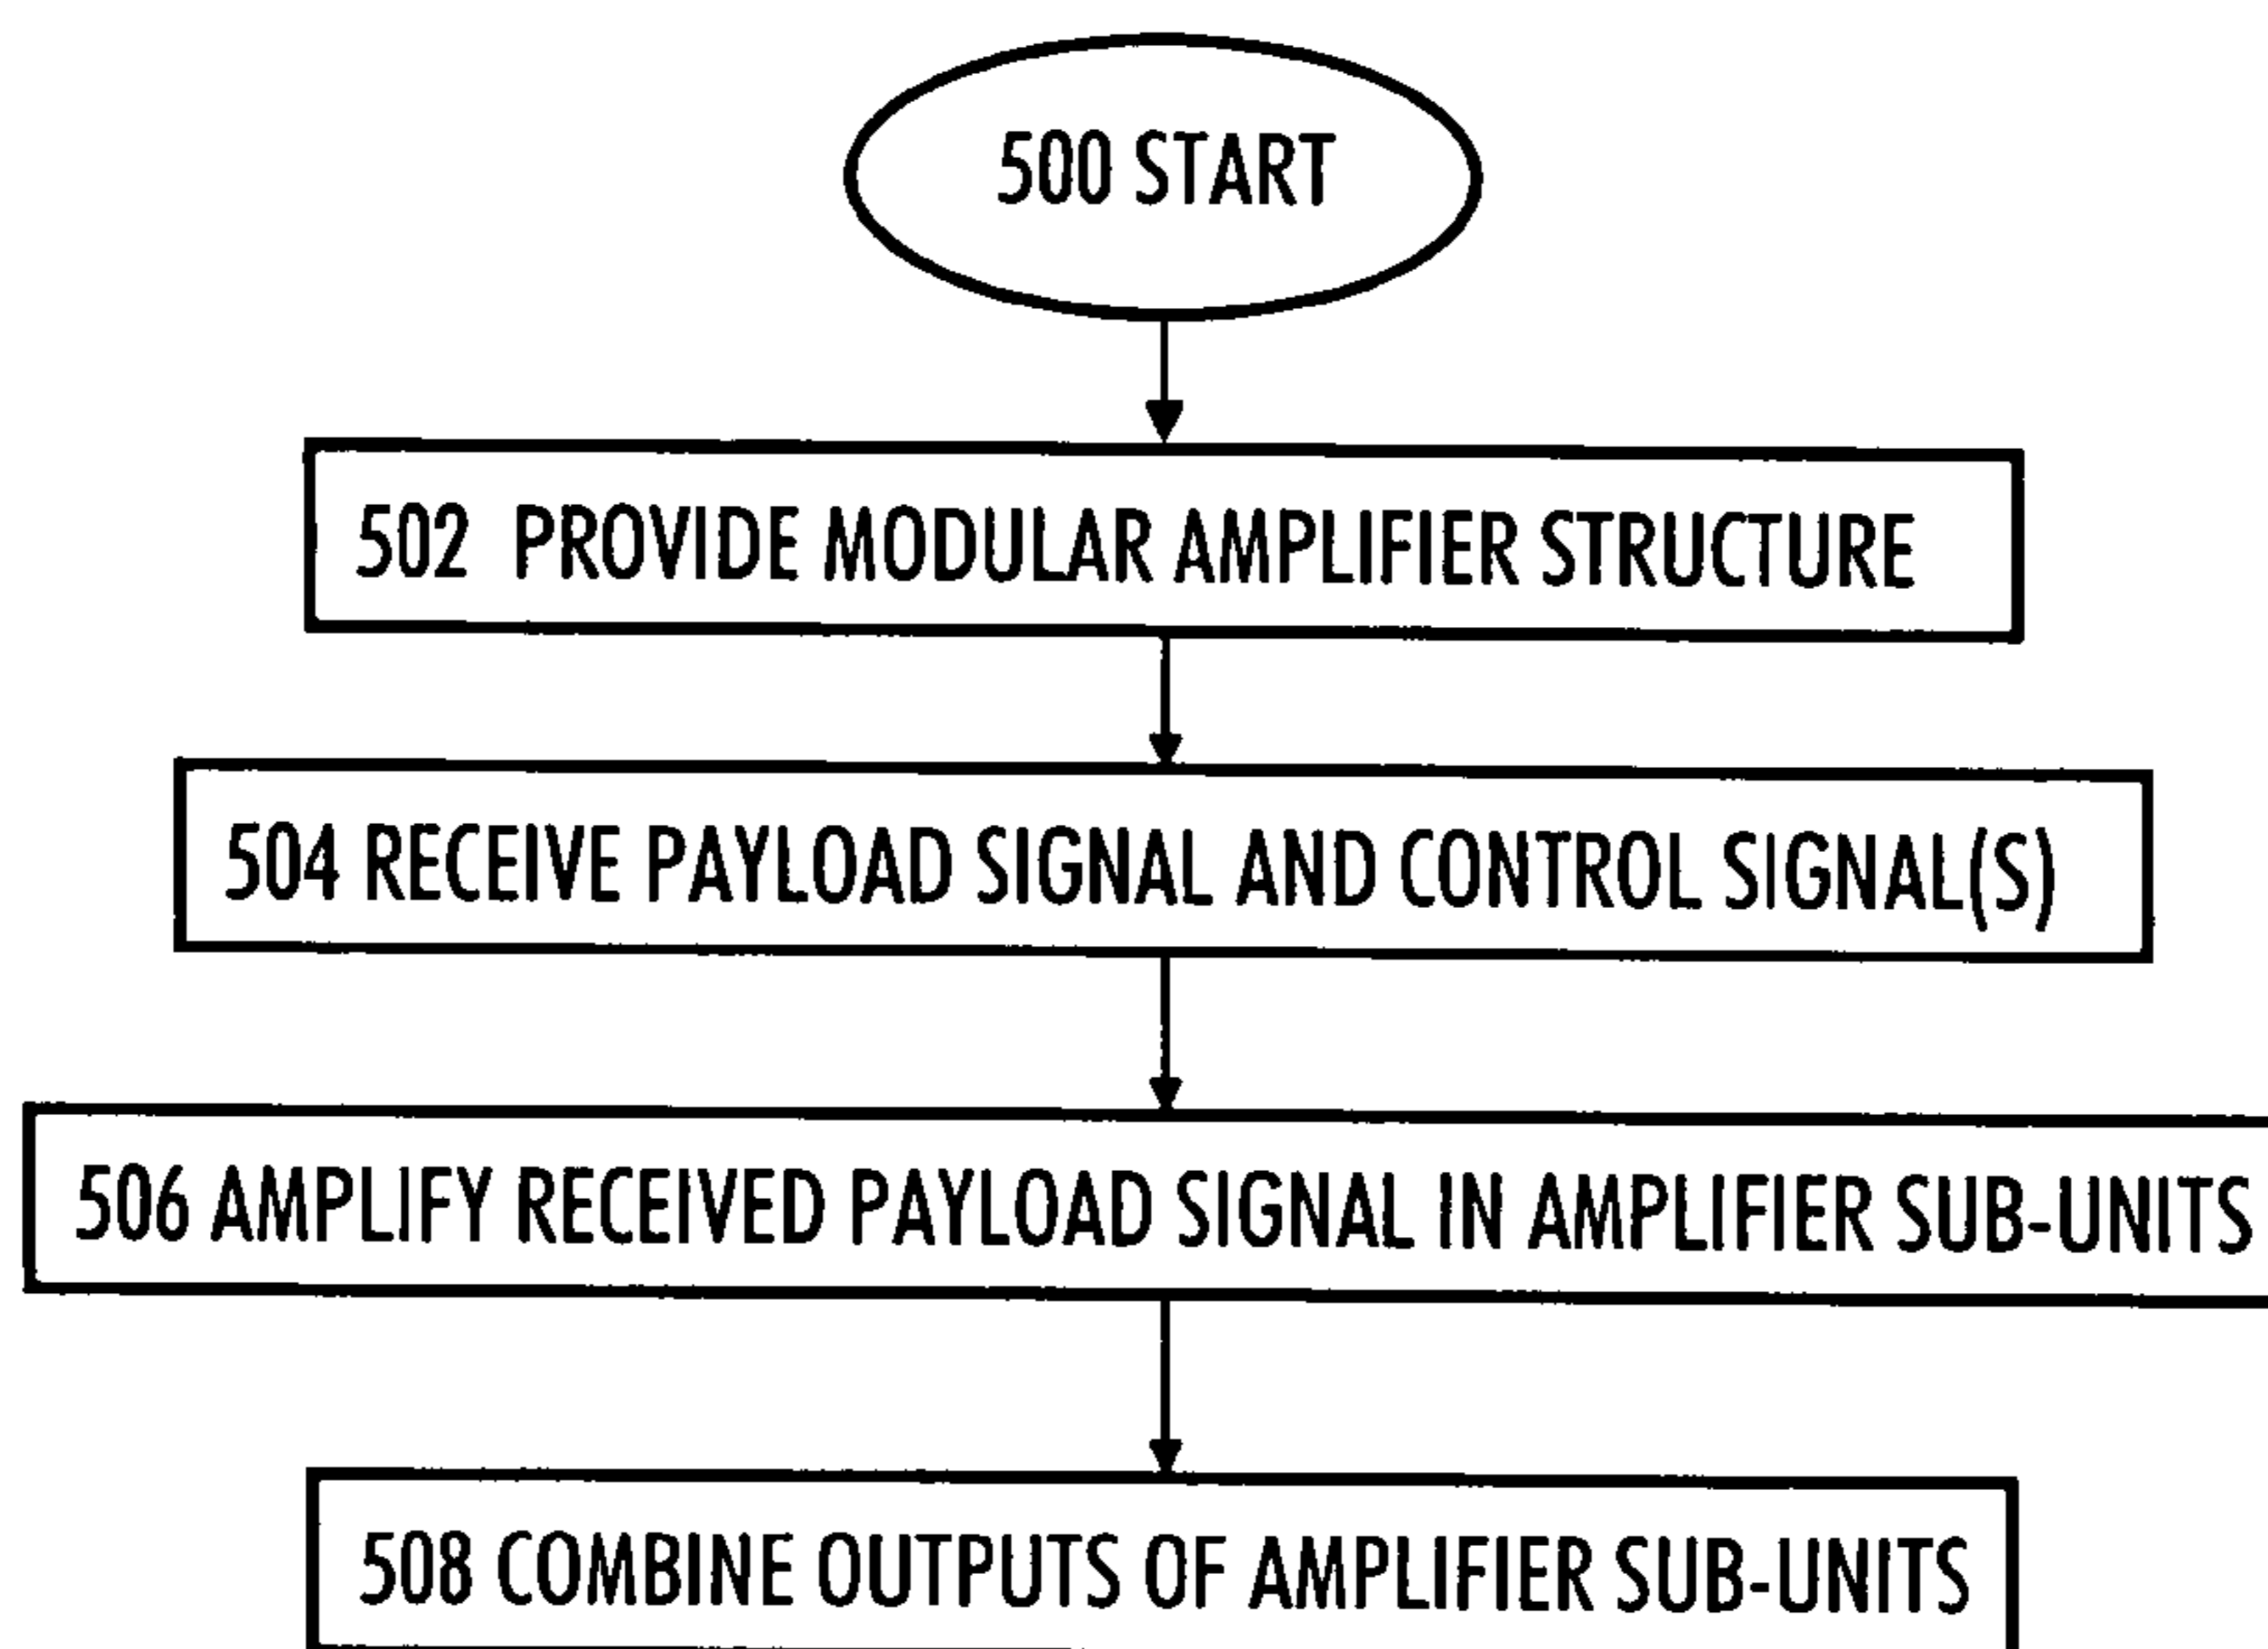 500 START
502 PROVIDE MODULAR AMPLIFIER STRUCTURE
504 RECEIVE PAYLOAD SIGNAL AND CONTROL SIGNAL(S)
506 AMPLIFY RECEIVED PAYLOAD SIGNAL IN AMPLIFIER SUB-UNITS
508 COMBINE OUTPUTS OF AMPLIFIER SUB-UNITS